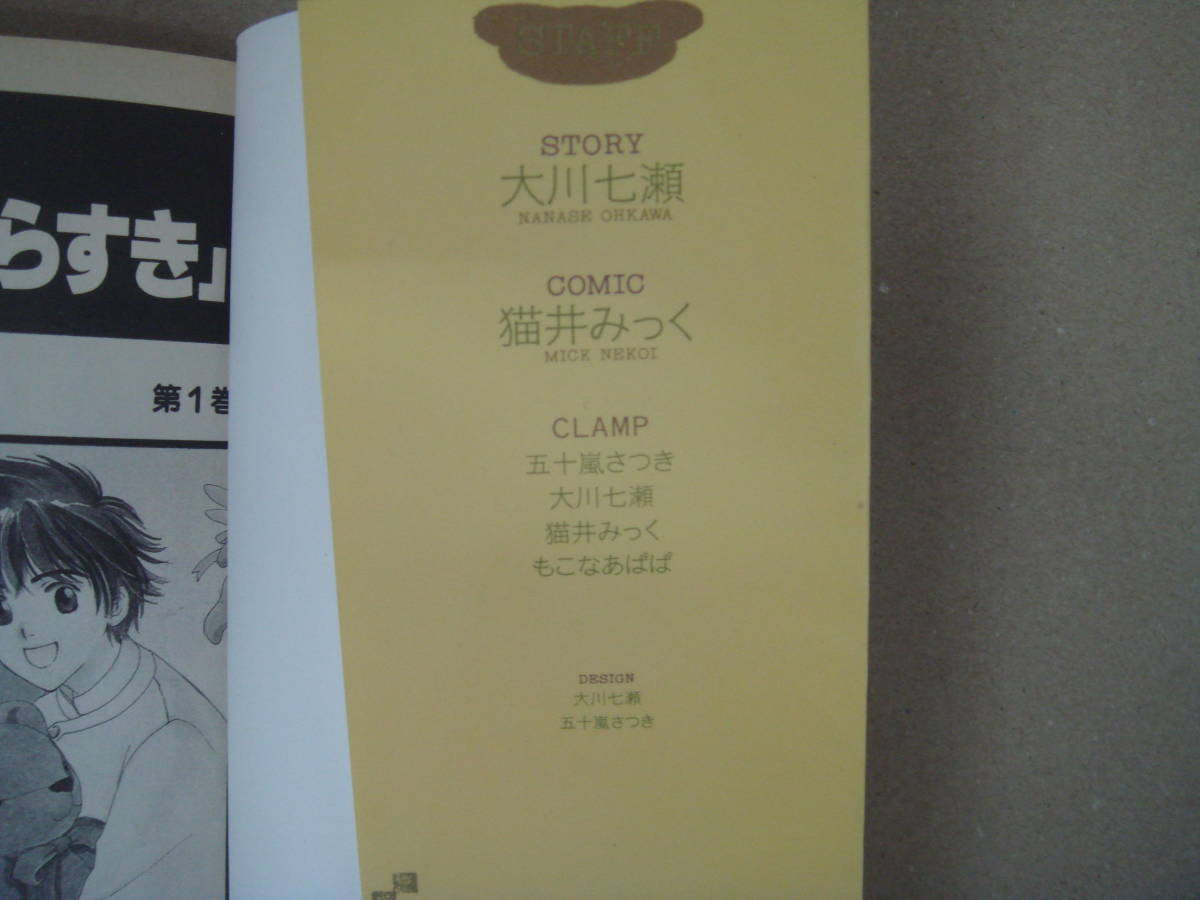 らすき」
第1巻
STAFF
STORY
大川七瀬
NANASE OHKAWA
COMIC
猫井みっく
MICK NEKOI
CLAMP
五十嵐さつき
大川七瀬
猫井みっく
もこなあぱぱ
DESIGN
大川七瀬
五十嵐さつき